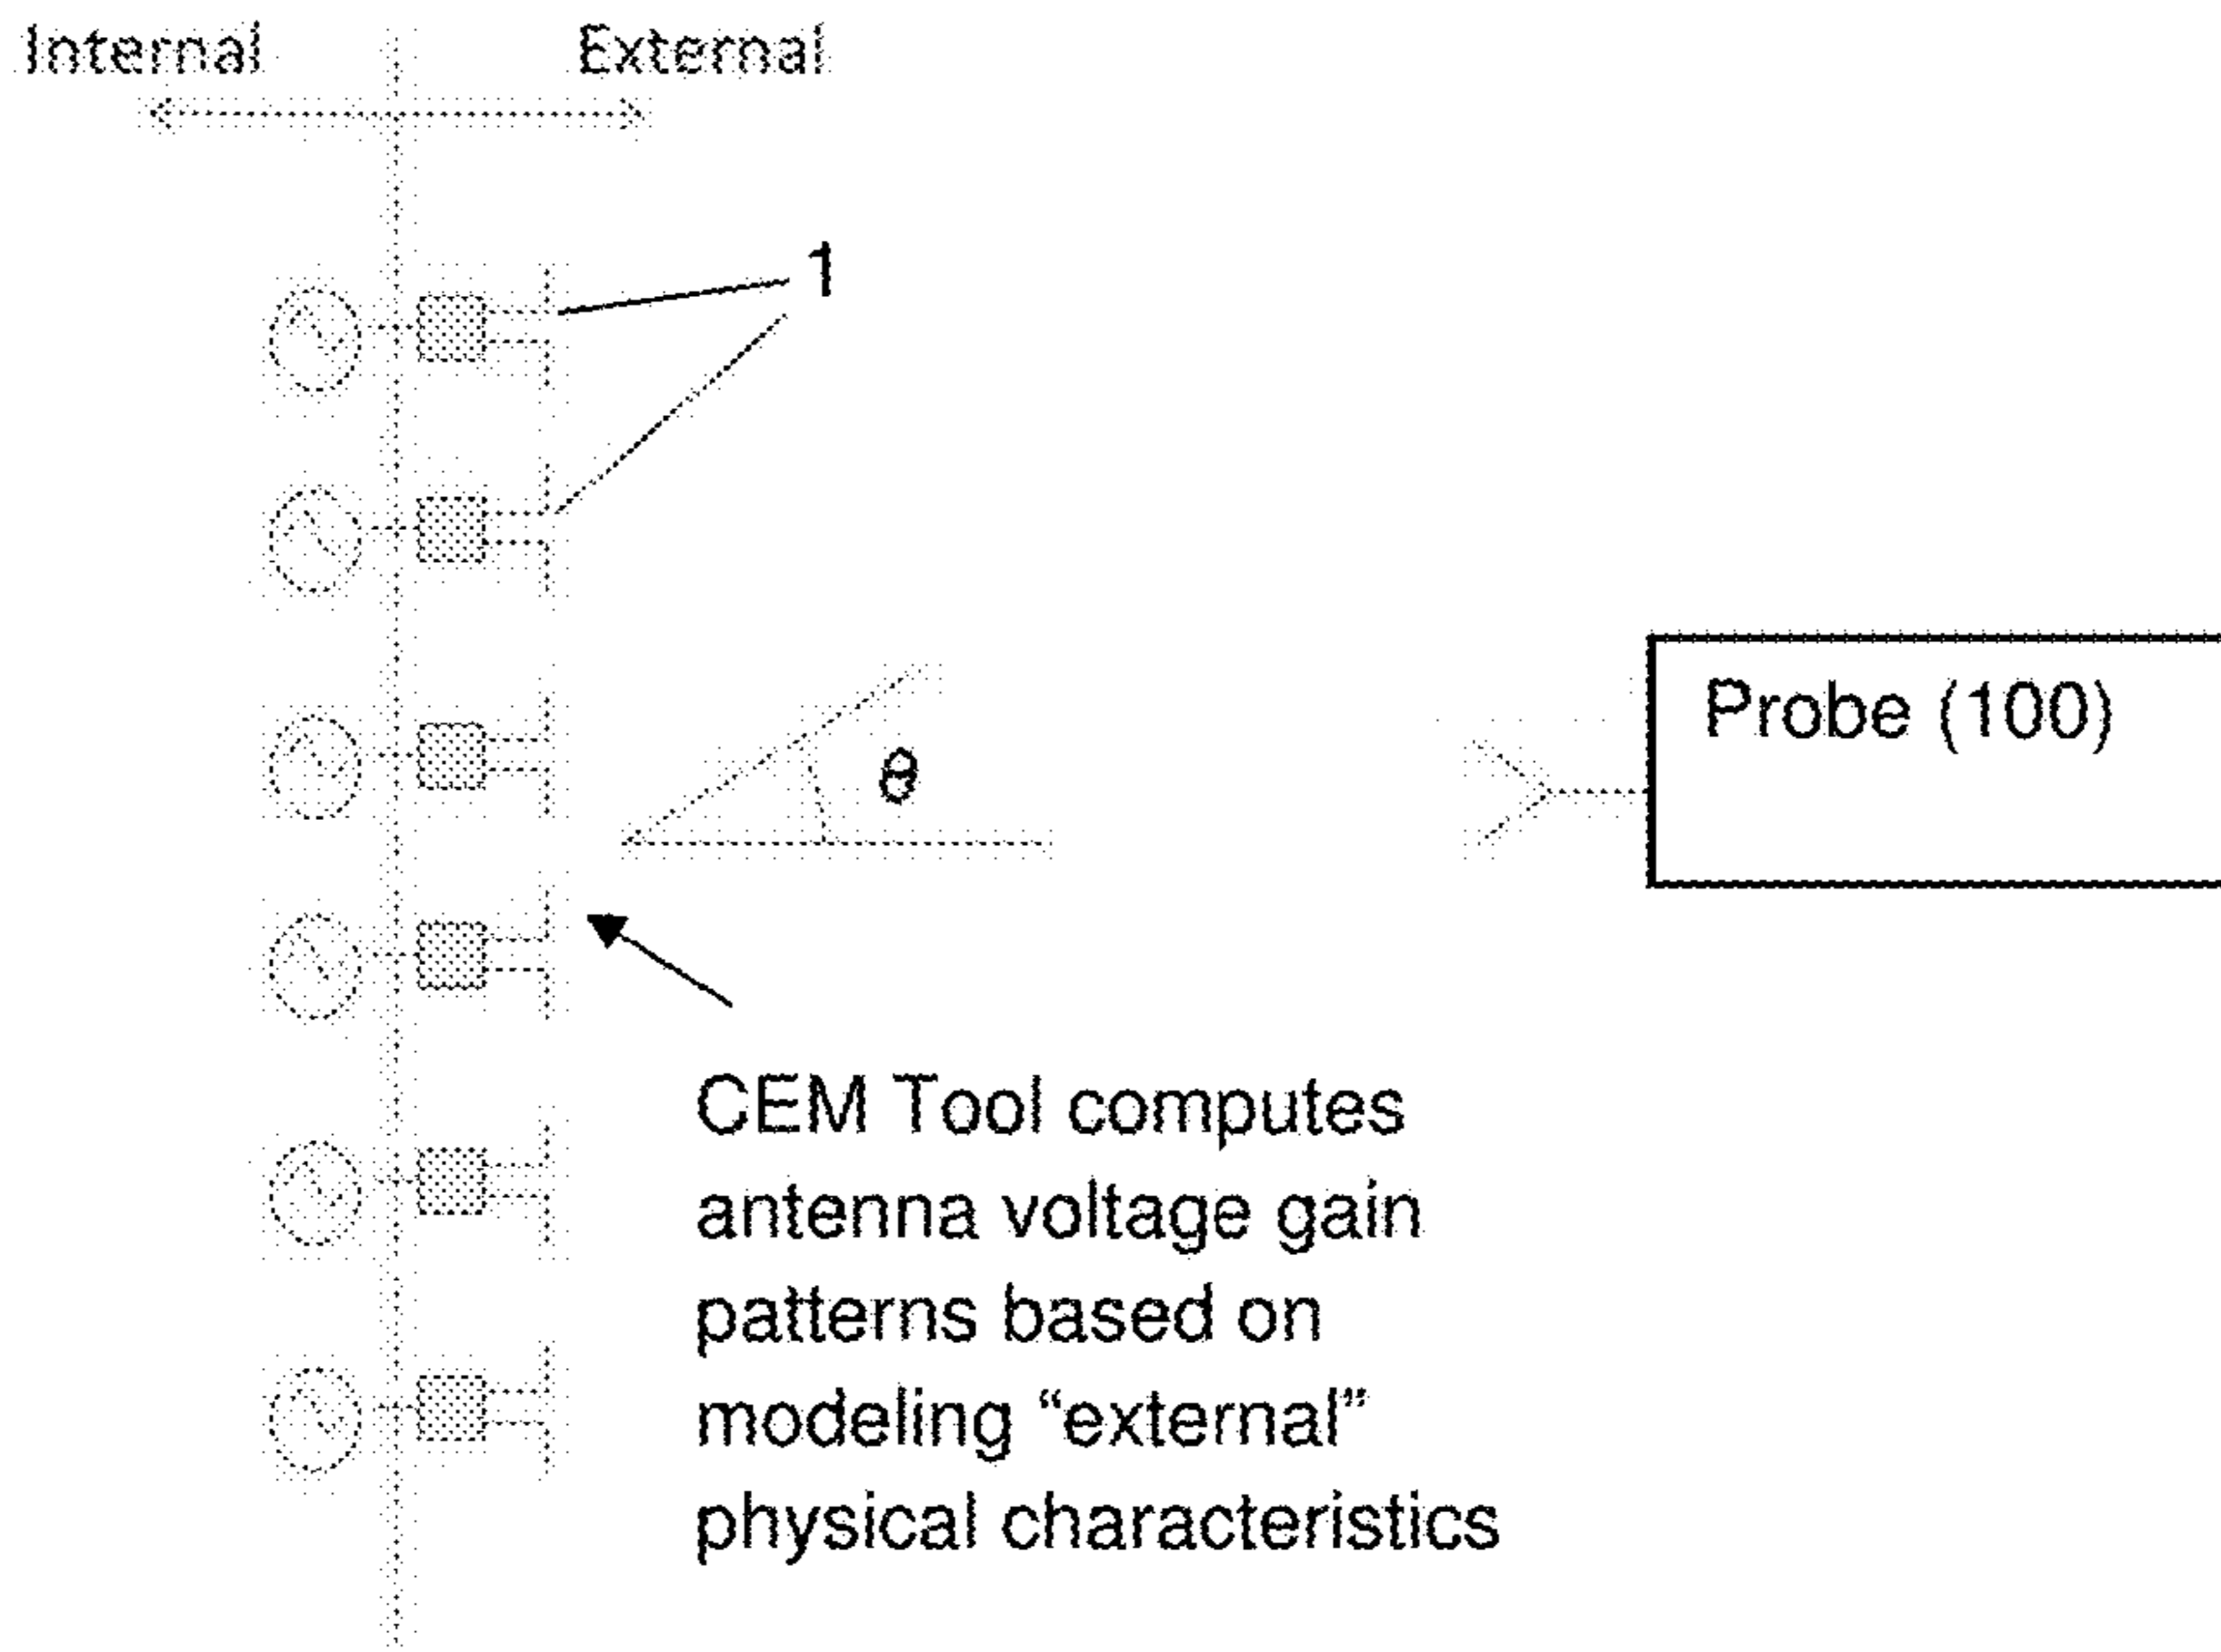 Internal External
1
Probe (100)
θ
CEM Tool computes
antenna voltage gain
patterns based on
modeling “external”
physical characteristics